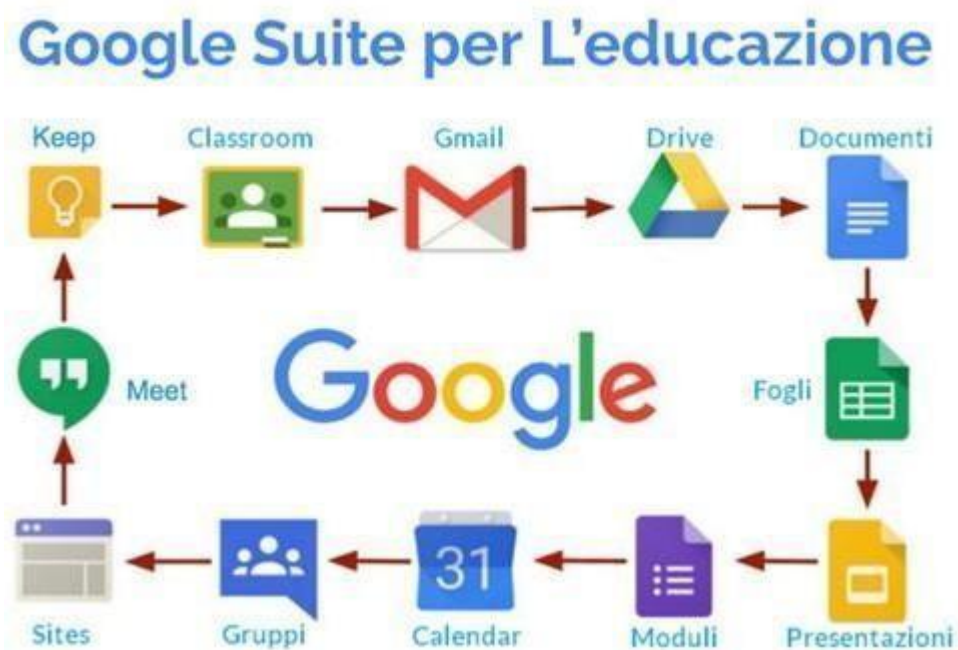 Google Suite per L'educazione
Keep
Classroom
Gmail
Drive
Documenti
Meet
Google
Fogli
31
Sites
Gruppi
Calendar
Moduli
Presentazioni